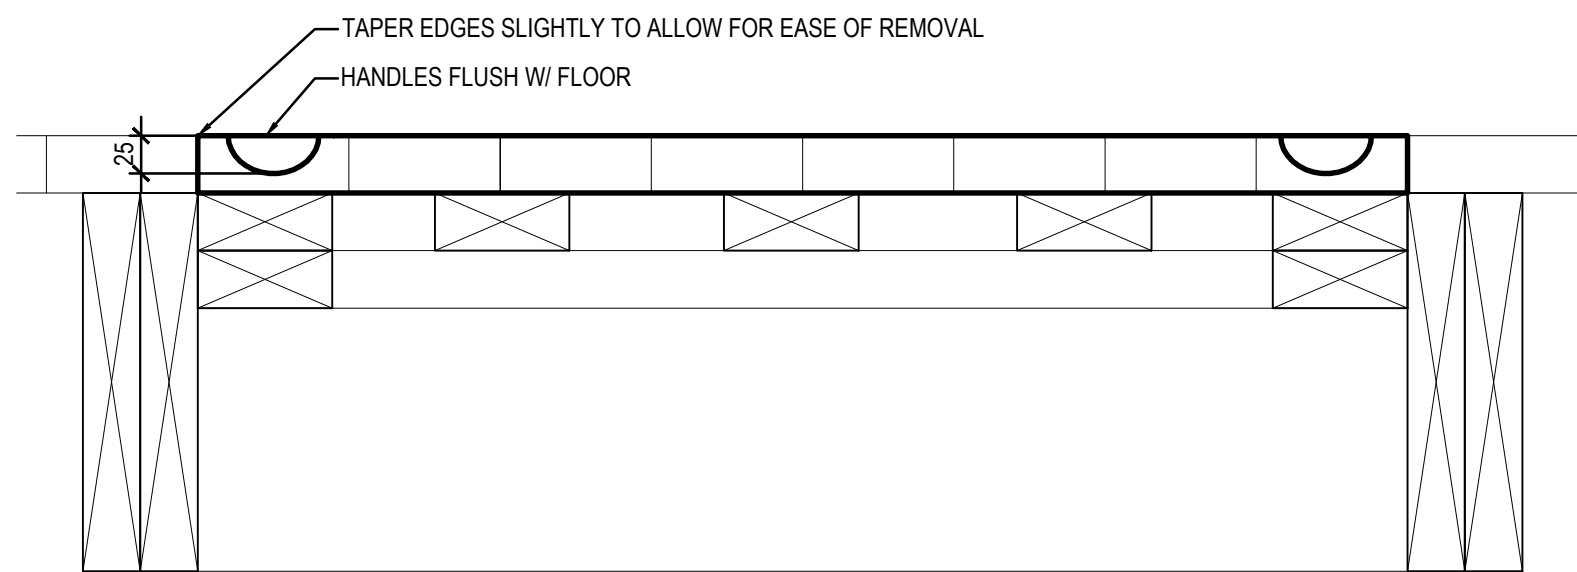 TAPER EDGES SLIGHTLY TO ALLOW FOR EASE OF REMOVAL
HANDLES FLUSH W/ FLOOR
25